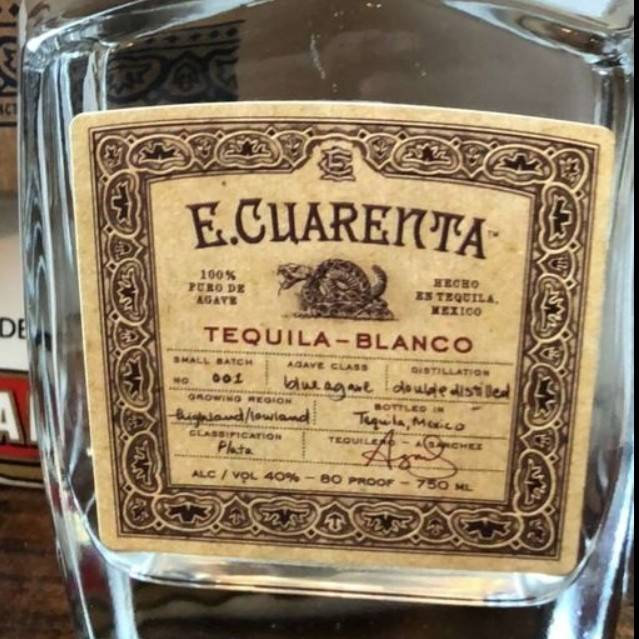 E
E.CUARENTA™
100%
PURO DE
AGAVE
HECHO
EN TEQUILA,
MEXICO
TEQUILA-BLANCO
SMALL BATCH
NO. 001
AGAVE CLASS
blue agave
DISTILLATION
double distilled
GROWING REGION
highland/lowland
BOTTLED IN
Tequila, Mexico
CLASSIFICATION
Plata
TEQUILERO - A SANCHEZ
ALC / VOL 40% - 80 PROOF - 750 ML
DE